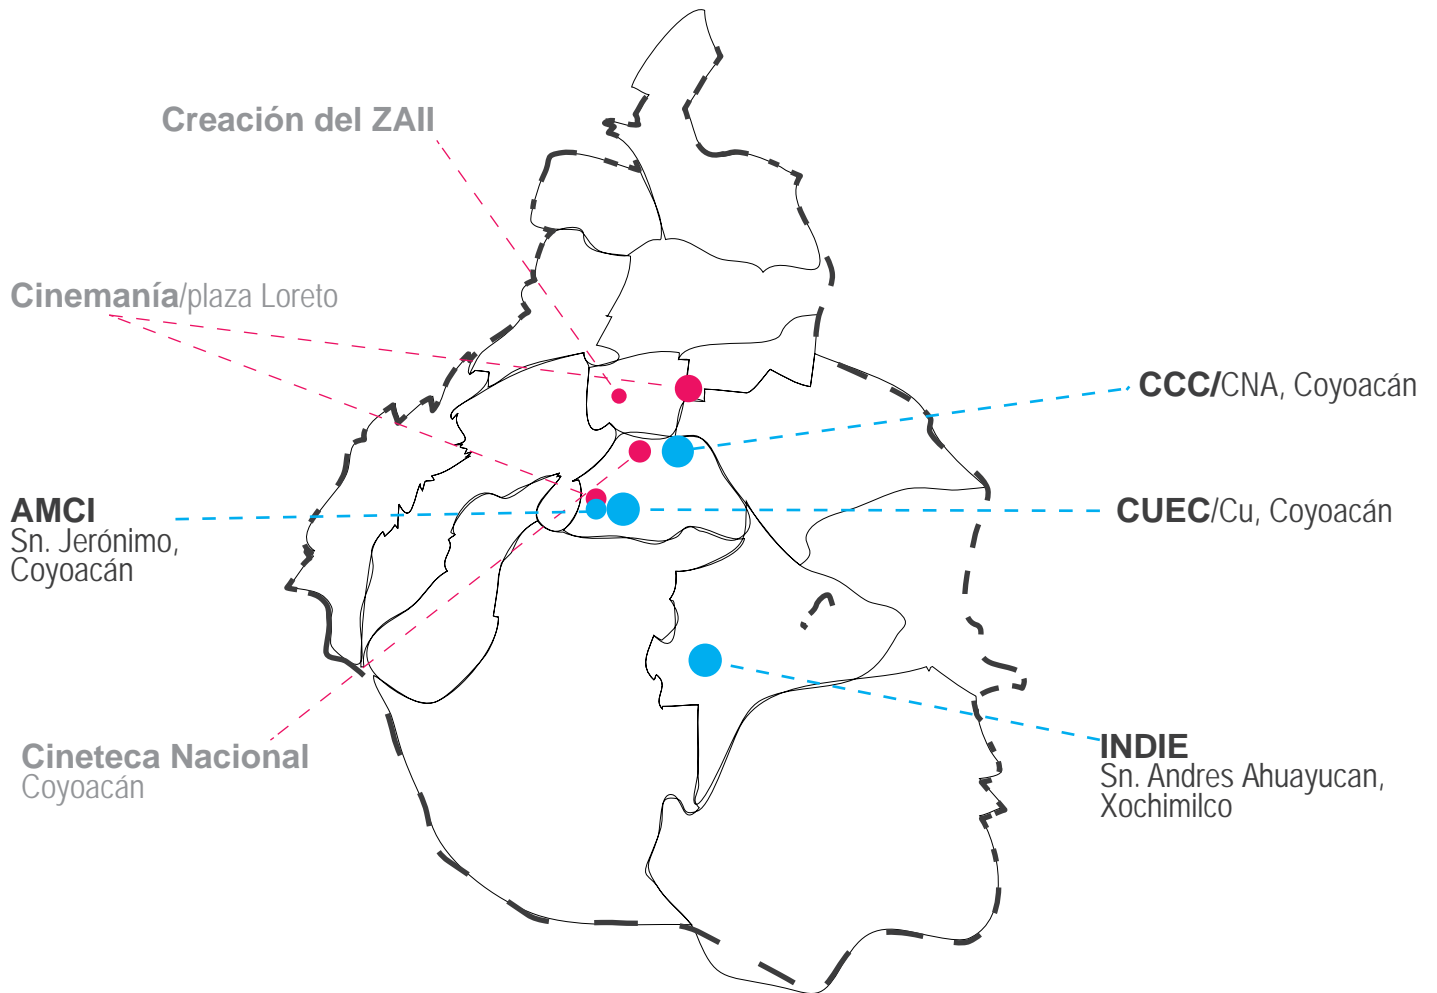 Creación del ZAII
Cinemanía/plaza Loreto
CCC/CNA, Coyoacán
AMCI
Sn. Jerónimo,
Coyoacán
CUEC/Cu, Coyoacán
Cineteca Nacional
Coyoacán
INDIE
Sn. Andres Ahuayucan,
Xochimilco